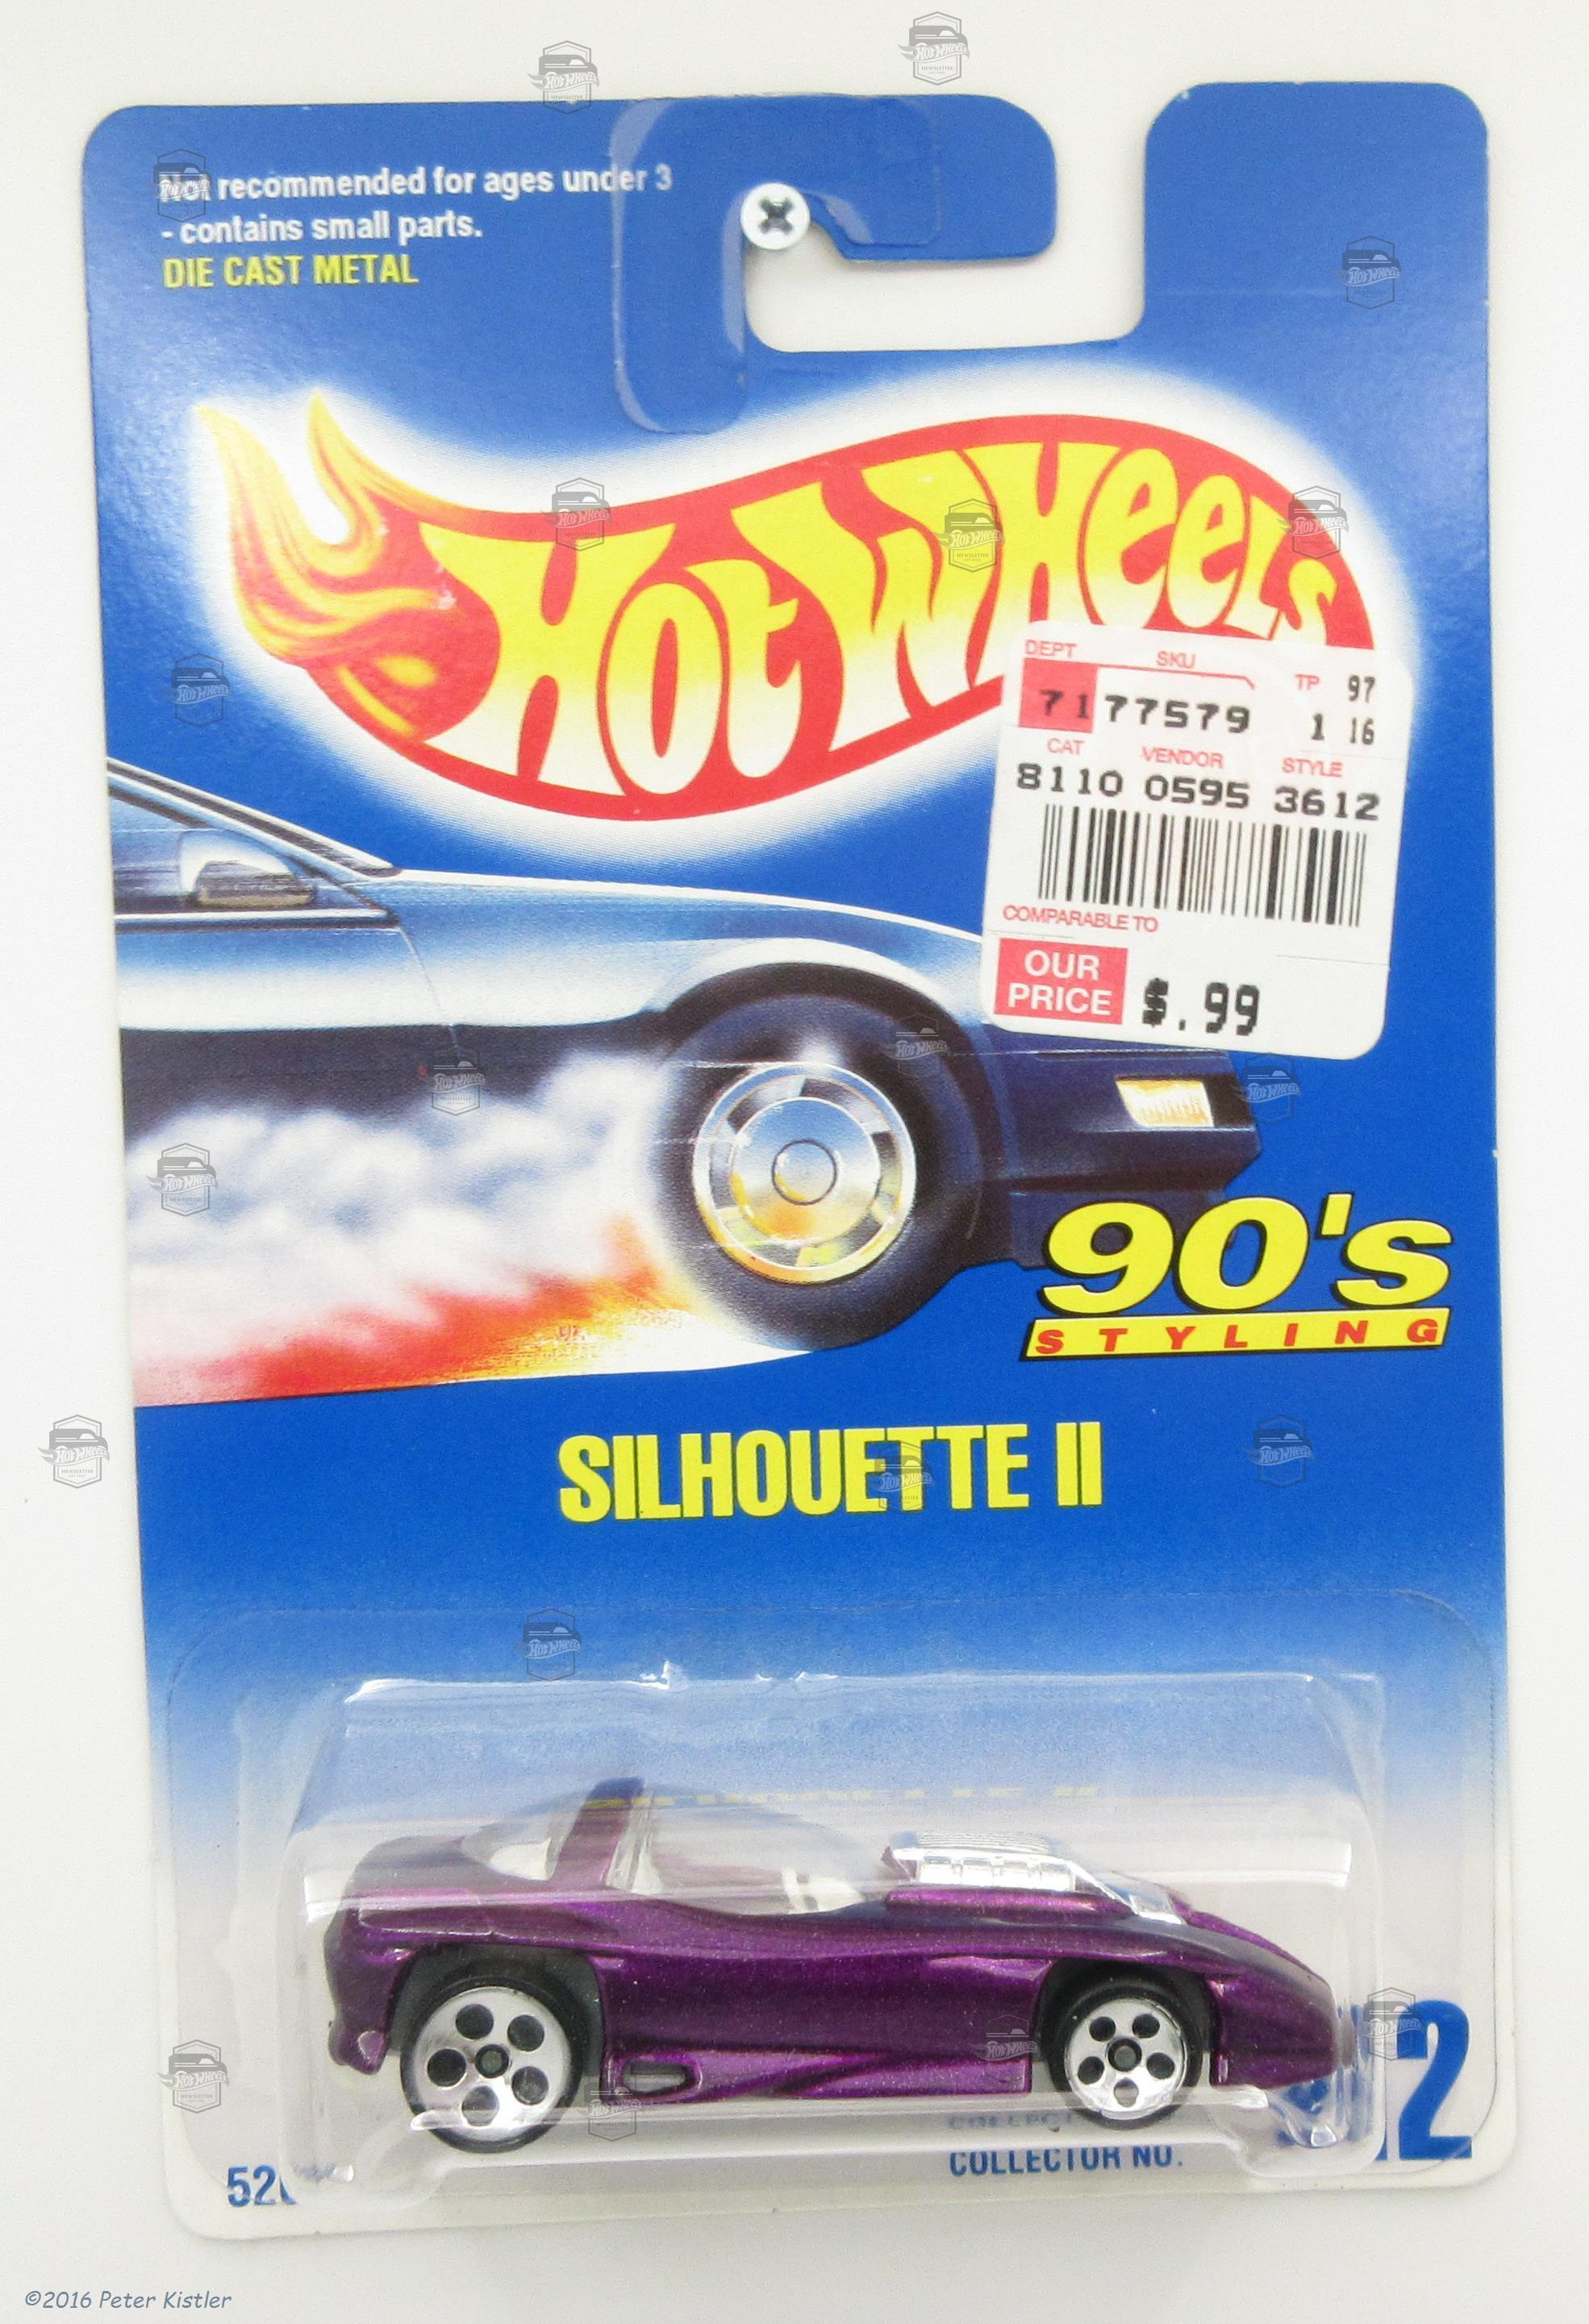 Not recommended for ages under 3
- contains small parts.
DIE CAST METAL
Hot Wheels
DEPT SKU TP 97
7177579 1 16
CAT VENDOR STYLE
8110 0595 3612
COMPARABLE TO
OUR PRICE $.99
90's
STYLING
SILHOUETTE II
COLLECTOR NO.
©2016 Peter Kistler